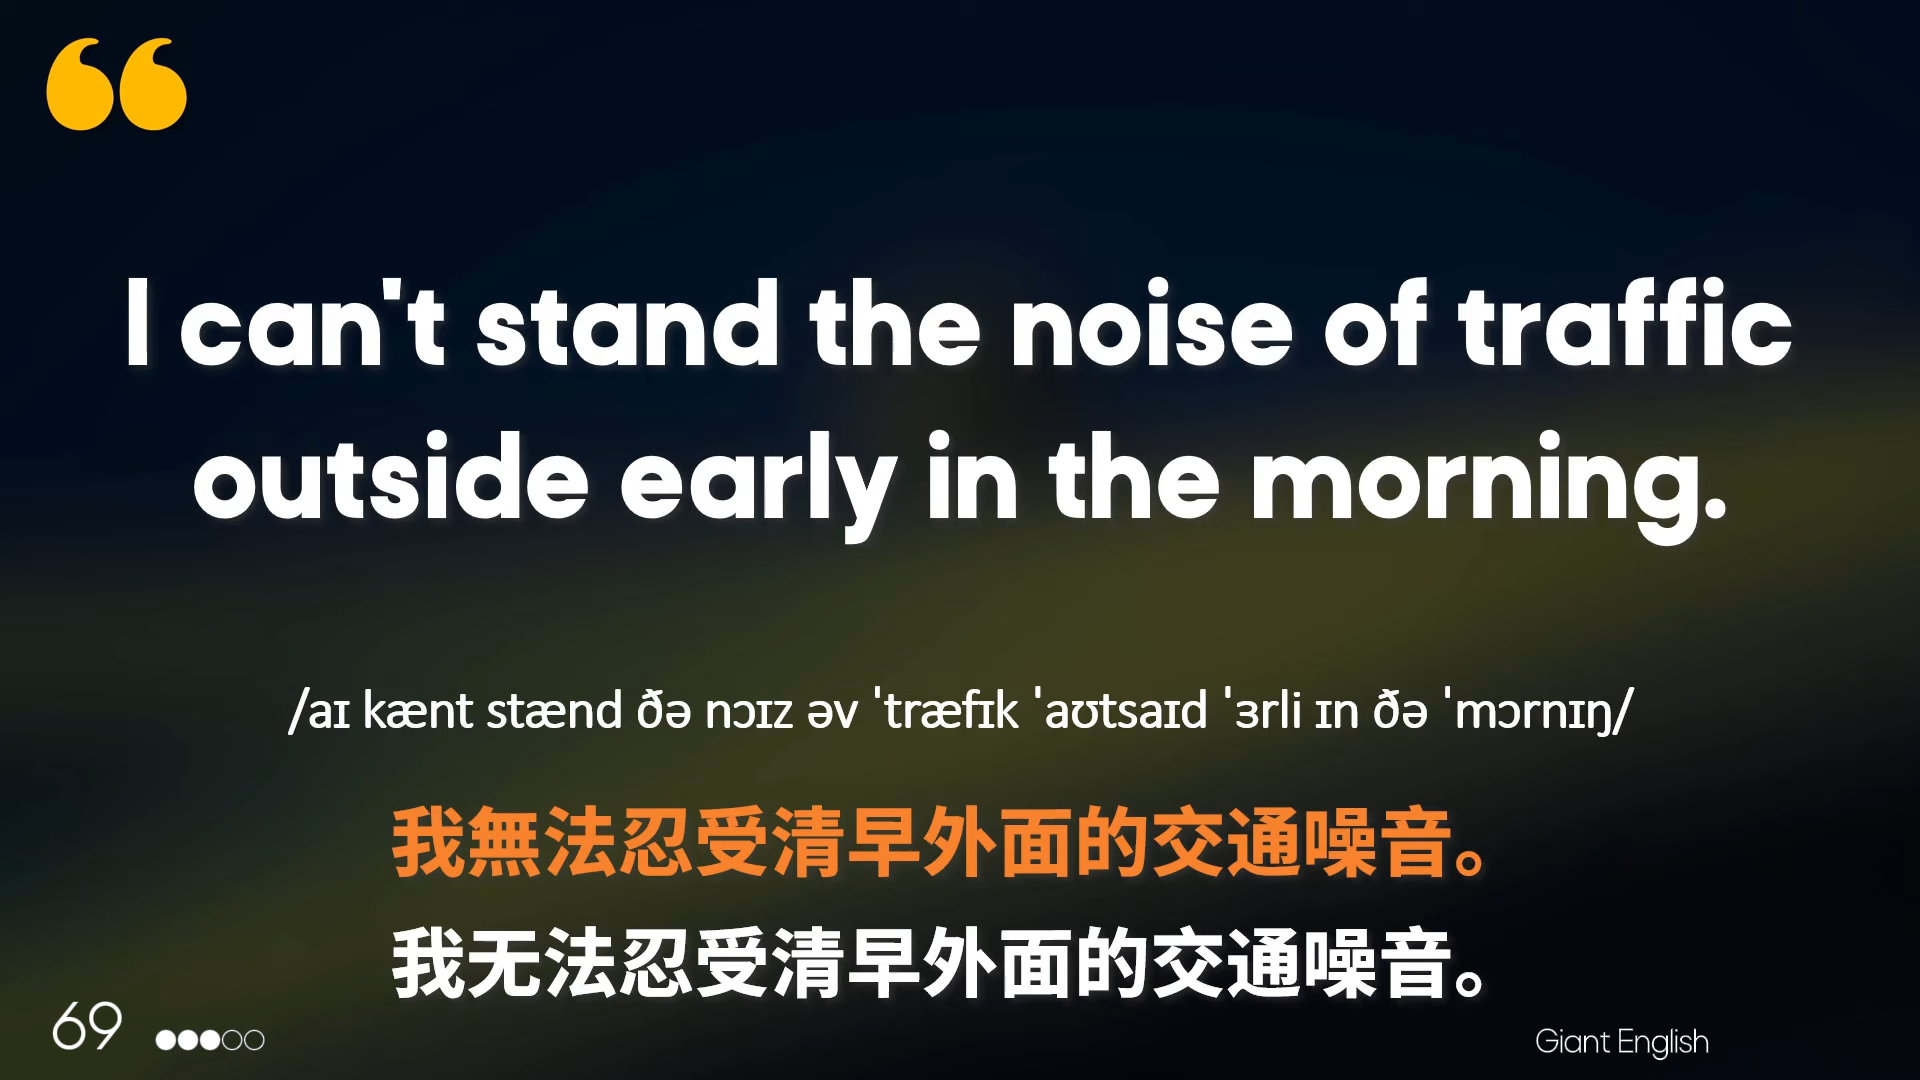 I can't stand the noise of traffic
outside early in the morning.
/aɪ kænt stænd ðə nɔɪz əv ˈtræfɪk ˈaʊtsaɪd ˈɜrli ɪn ðə ˈmɔrnɪŋ/
我無法忍受清早外面的交通噪音。
我无法忍受清早外面的交通噪音。
69
Giant English